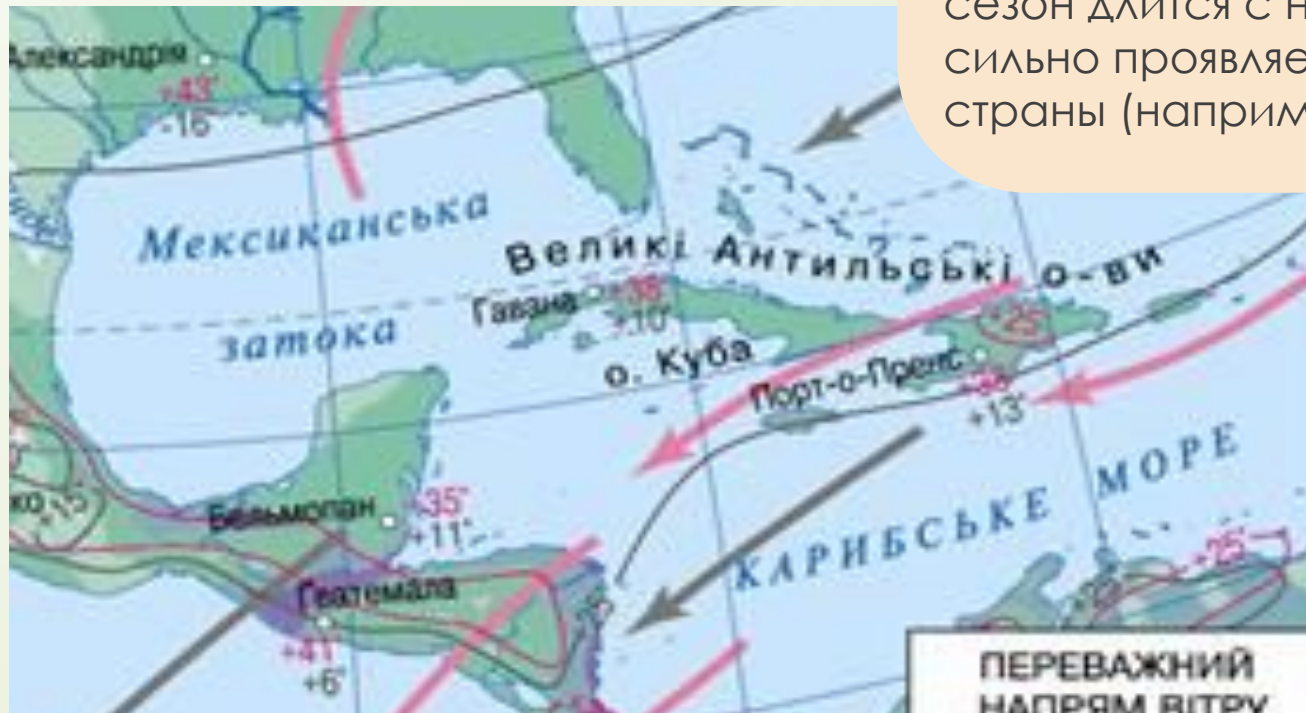 сезон длится с н
сильно проявляе
страны (наприм
Александрія
+43°
-16°
Мексиканська
затока
Великі Антильські о-ви
Гавана
+10°
+25°
о. Куба
Порт-о-Пренс
+13°
КАРИБСЬКЕ МОРЕ
Бельмопан
+35°
+11°
Гватемала
+41°
+6°
+25°
ПЕРЕВАЖНИЙ
НАПРЯМ ВІТРУ